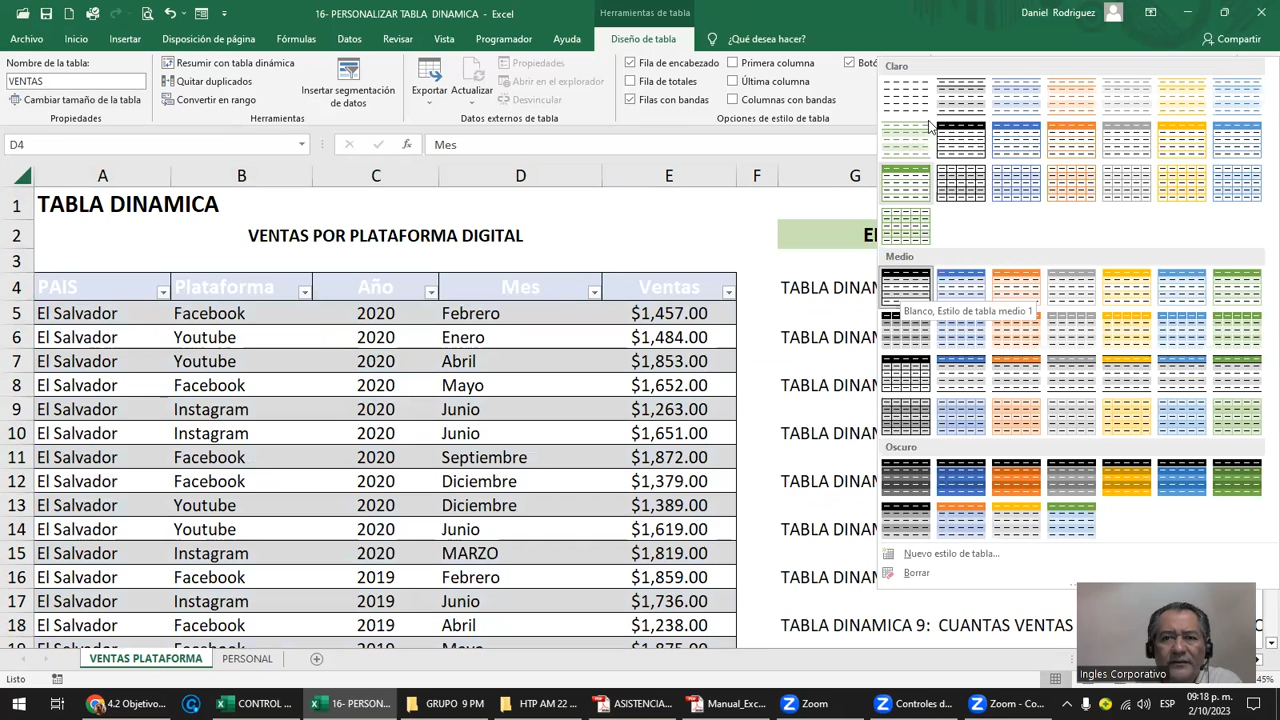 16- PERSONALIZAR TABLA DINAMICA - Excel
Herramientas de tabla
Daniel Rodriguez
Archivo Inicio Insertar Disposición de página Fórmulas Datos Revisar Vista Programador Ayuda Diseño de tabla ¿Qué desea hacer? Compartir
Nombre de la tabla:
VENTAS
Cambiar tamaño de la tabla
Propiedades
Resumir con tabla dinámica
Quitar duplicados
Convertir en rango
Insertar segmentación
de datos
Herramientas
Exportar
Actualizar
Propiedades
Abrir en el explorador
Desvincular
Datos externos de tabla
Fila de encabezado
Fila de totales
Filas con bandas
Primera columna
Última columna
Columnas con bandas
Opciones de estilo de tabla
Claro
Medio
Blanco, Estilo de tabla medio 1
Oscuro
Nuevo estilo de tabla...
Borrar
D4 fx Mes
A B C D E F G
1 TABLA DINAMICA
2 VENTAS POR PLATAFORMA DIGITAL
3
4 PAIS Ventas
5 El Salvador Facebook 2020 Febrero $1,457.00
6 El Salvador Youtube 2020 Enero $1,484.00
7 El Salvador Youtube 2020 Abril $1,853.00
8 El Salvador Facebook 2020 Mayo $1,652.00
9 El Salvador Instagram 2020 Junio $1,263.00
10 El Salvador Instagram 2020 Junio $1,651.00
11 El Salvador Facebook 2020 Septiembre $1,872.00
12 El Salvador Facebook 2020 Diciembre $1,379.00
13 El Salvador Youtube 2020 Diciembre $1,389.00
14 El Salvador Youtube 2020 Junio $1,619.00
15 El Salvador Instagram 2020 MARZO $1,819.00
16 El Salvador Facebook 2019 Febrero $1,859.00
17 El Salvador Instagram 2019 Junio $1,736.00
18 El Salvador Facebook 2019 Abril $1,238.00
TABLA DINAM
TABLA DINAM
TABLA DINAM
TABLA DINAM
TABLA DINAM
TABLA DINAM
TABLA DINAM
TABLA DINAMICA 9: CUANTAS VENTAS
Ingles Corporativo
VENTAS PLATAFORMA PERSONAL
Listo
45%
4.2 Objetivo... CONTROL ... 16- PERSON... GRUPO 9 PM HTP AM 22 ... ASISTENCIA... Manual_Exc... Zoom Controles d... Zoom - Co... ESP
09:18 p. m.
2/10/2023